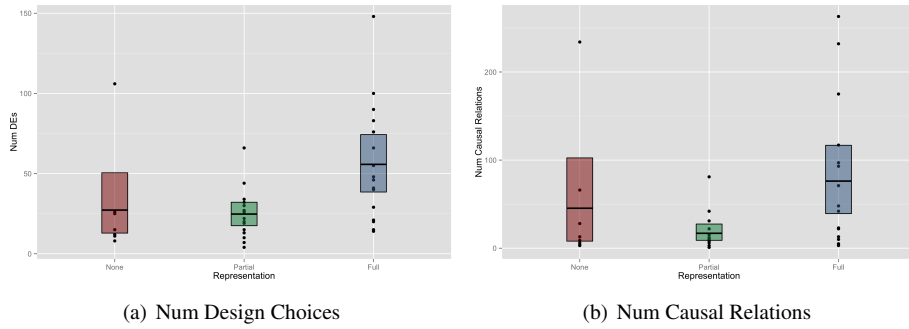 150
100
50
0
Num DEs
None Partial Full
Representation
(a) Num Design Choices
200
100
0
Num Causal Relations
None Partial Full
Representation
(b) Num Causal Relations